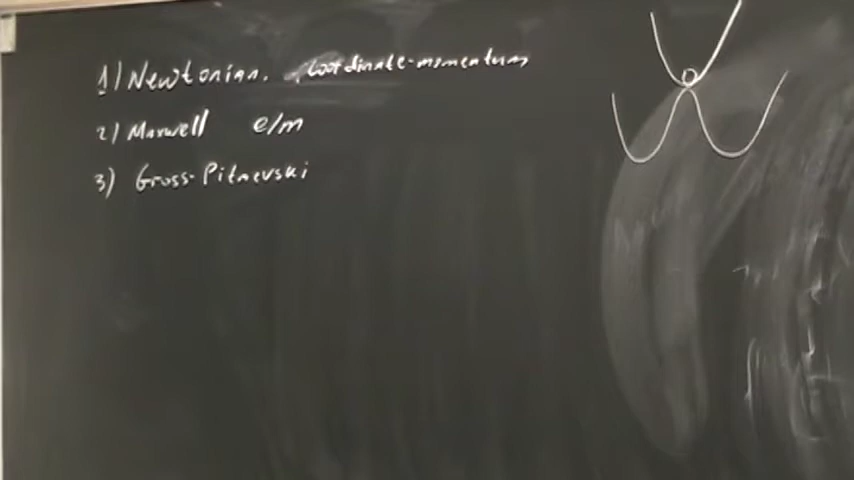 1) Newtonian. Coordinate-momentum
2) Maxwell e/m
3) Gross-Pitaevski